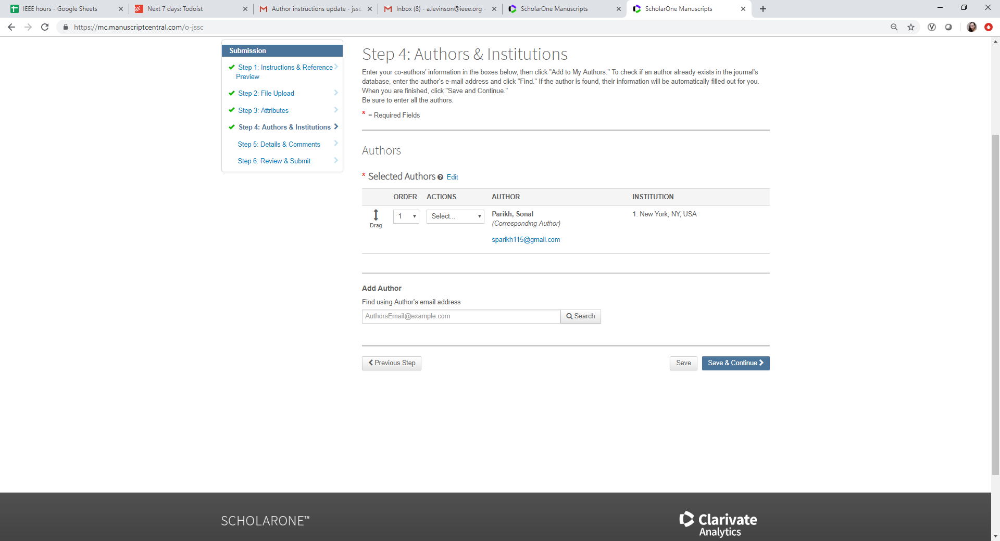 IEEE hours - Google Sheets
Next 7 days: Todoist
Author instructions update - jssc
Inbox (8) - a.levinson@ieee.org -
ScholarOne Manuscripts
ScholarOne Manuscripts
https://mc.manuscriptcentral.com/o-jssc
Submission
Step 1: Instructions & Reference
Preview
Step 2: File Upload
Step 3: Attributes
Step 4: Authors & Institutions
Step 5: Details & Comments
Step 6: Review & Submit
Step 4: Authors & Institutions
Enter your co-authors' information in the boxes below, then click "Add to My Authors." To check if an author already exists in the journal's
database, enter the author's e-mail address and click "Find." If the author is found, their information will be automatically filled out for you.
When you are finished, click "Save and Continue."
Be sure to enter all the authors.
* = Required Fields
Authors
* Selected Authors ? Edit
ORDER ACTIONS AUTHOR INSTITUTION
Drag 1 Select... Parikh, Sonal 1. New York, NY, USA
(Corresponding Author)
sparikh115@gmail.com
Add Author
Find using Author's email address
AuthorsEmail@example.com Search
Previous Step Save Save & Continue
SCHOLARONE™
Clarivate
Analytics